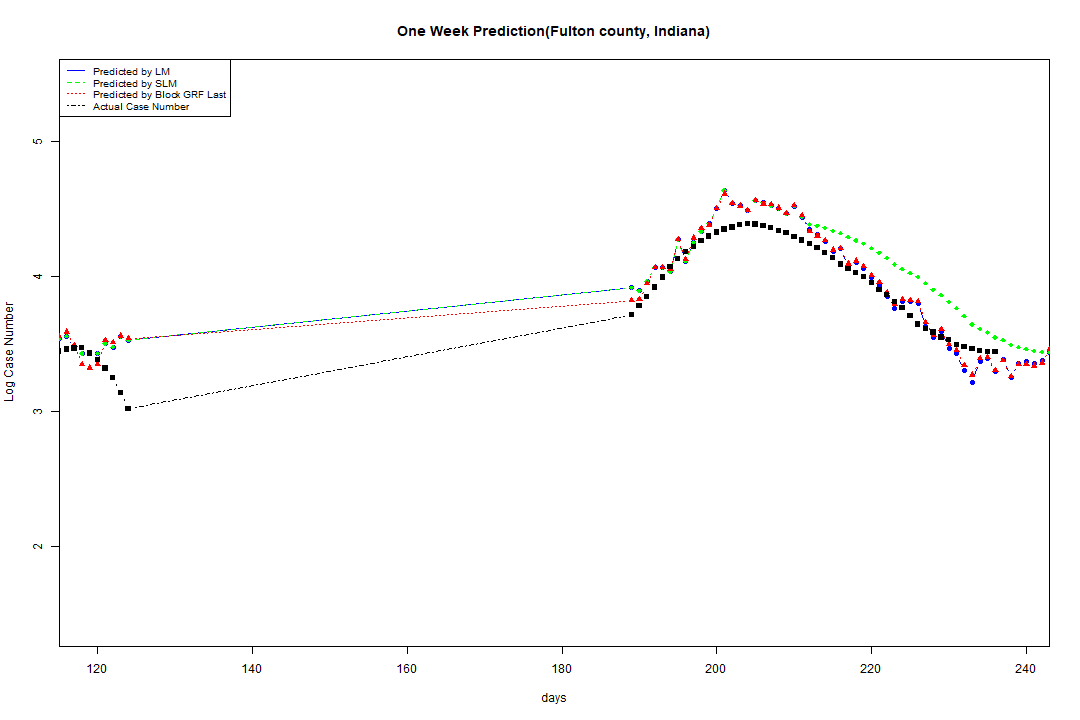 One Week Prediction(Fulton county, Indiana)
Predicted by LM
Predicted by SLM
Predicted by Block GRF Last
Actual Case Number
5
4
3
2
Log Case Number
120 140 160 180 200 220 240
days